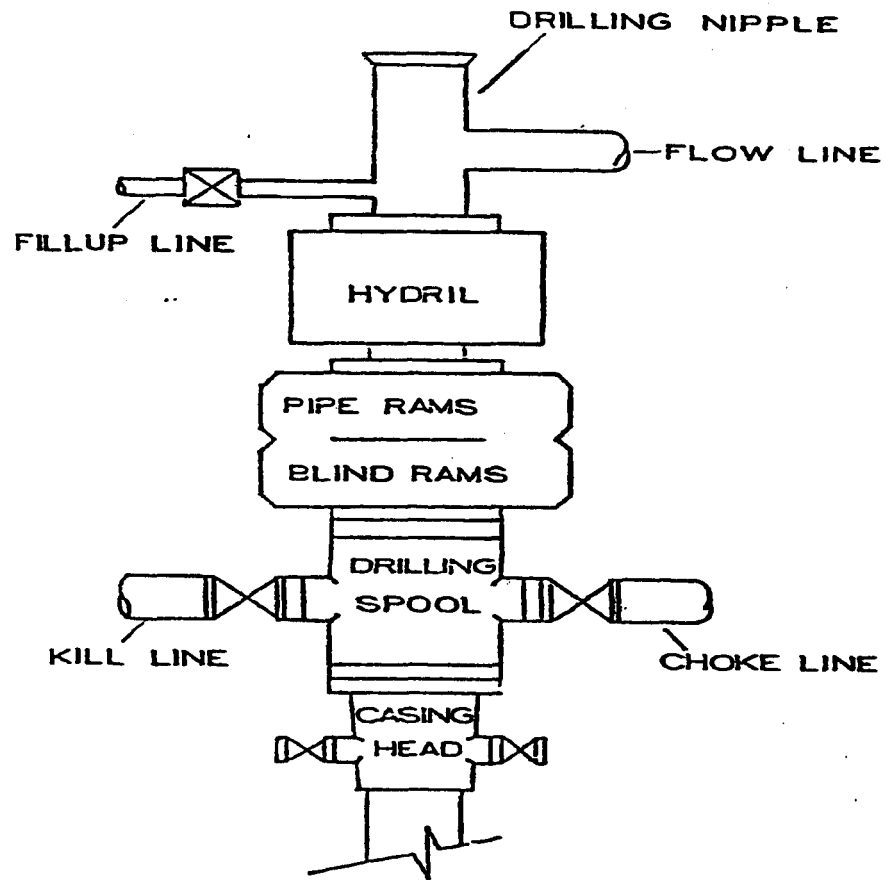 DRILLING NIPPLE
FLOW LINE
FILLUP LINE
HYDRIL
PIPE RAMS
BLIND RAMS
DRILLING
SPOOL
KILL LINE
CHOKE LINE
CASING
HEAD